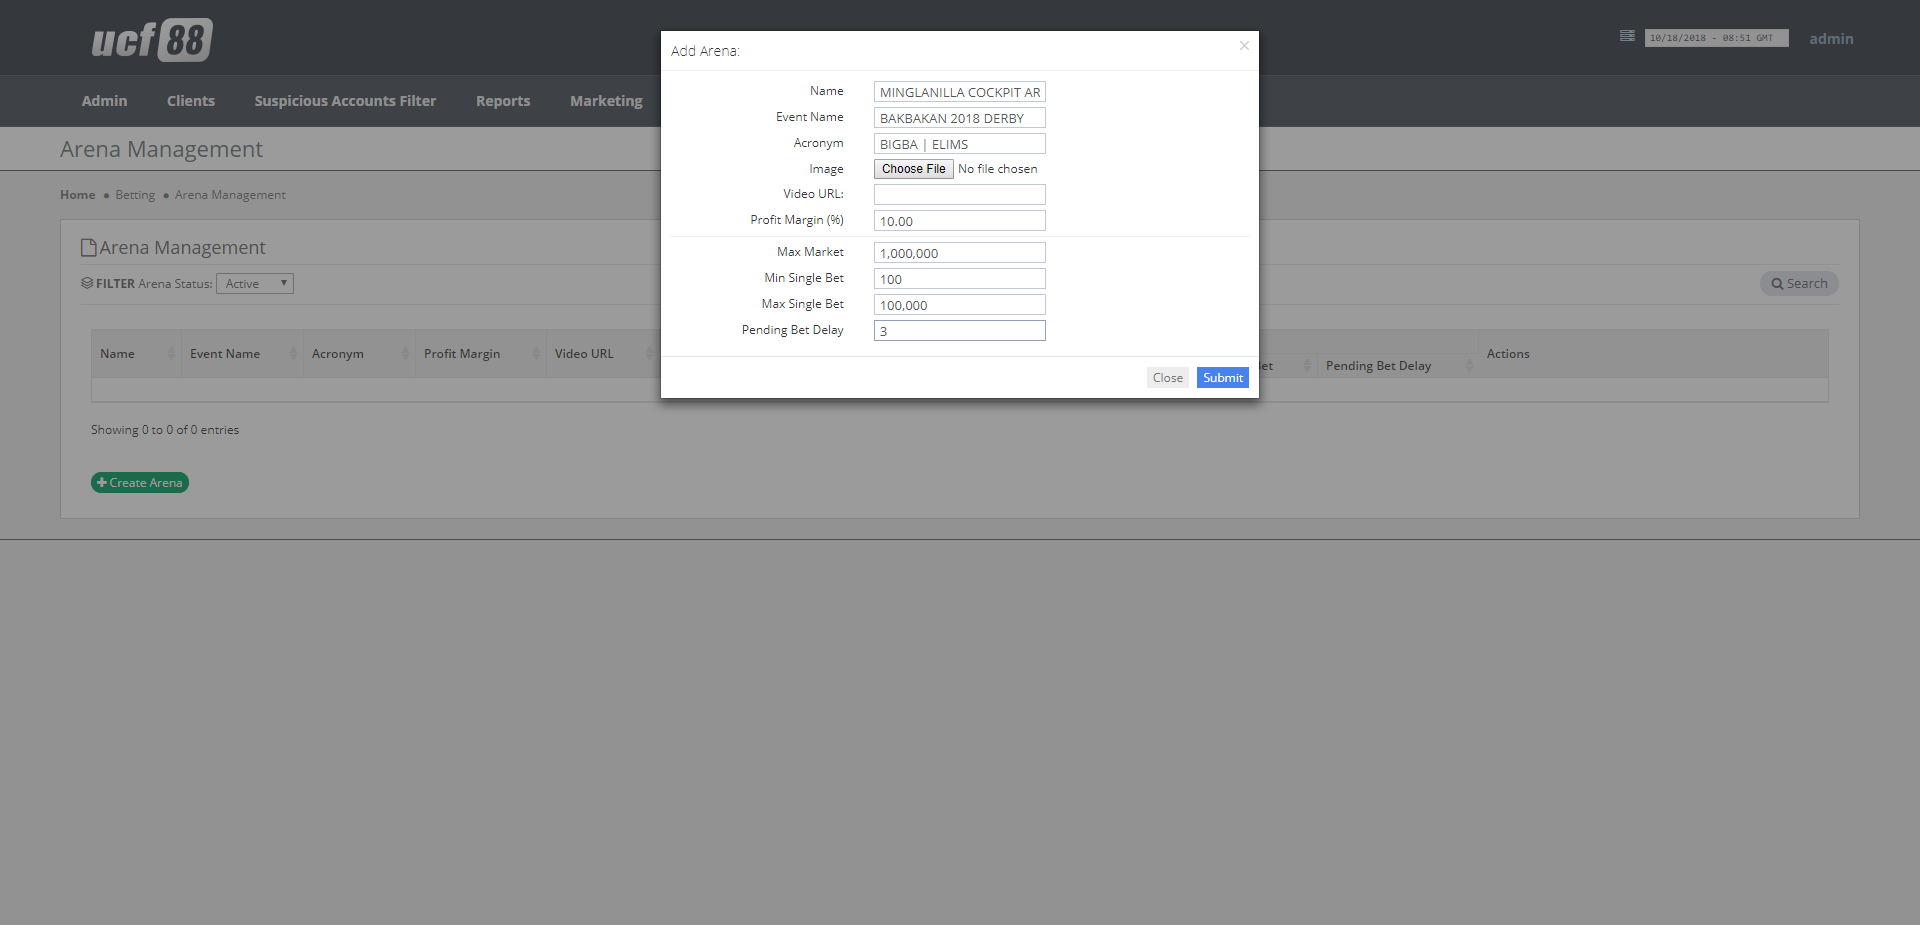 ucf 88
10/18/2018 - 08:51 GMT
admin
Admin Clients Suspicious Accounts Filter Reports Marketing
Arena Management
Home • Betting • Arena Management
Arena Management
FILTER Arena Status: Active
Search
Name Event Name Acronym Profit Margin Video URL
Pending Bet Delay
Actions
Showing 0 to 0 of 0 entries
Create Arena
Add Arena:
×
Name MINGLANILLA COCKPIT AR
Event Name BAKBAKAN 2018 DERBY
Acronym BIGBA | ELIMS
Image Choose File No file chosen
Video URL:
Profit Margin (%) 10.00
Max Market 1,000,000
Min Single Bet 100
Max Single Bet 100,000
Pending Bet Delay 3
Close Submit